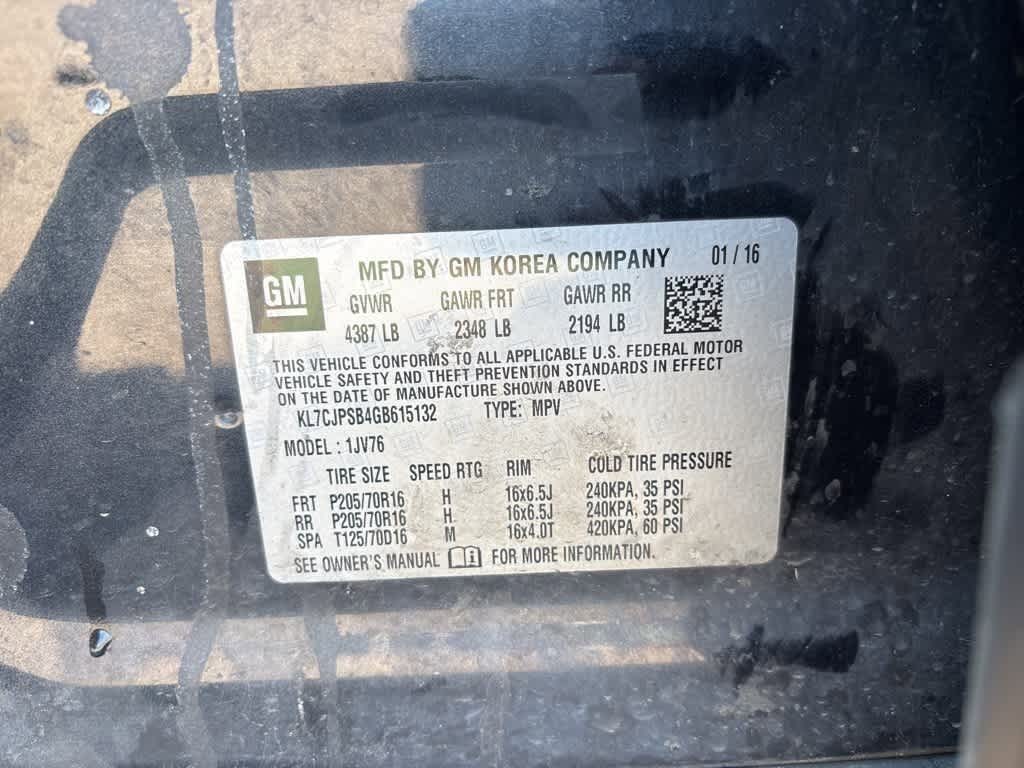 GM
MFD BY GM KOREA COMPANY 01 / 16
GVWR GAWR FRT GAWR RR
4387 LB 2348 LB 2194 LB
THIS VEHICLE CONFORMS TO ALL APPLICABLE U.S. FEDERAL MOTOR
VEHICLE SAFETY AND THEFT PREVENTION STANDARDS IN EFFECT
ON THE DATE OF MANUFACTURE SHOWN ABOVE.
KL7CJPSB4GB615132 TYPE: MPV
MODEL : 1JV76
TIRE SIZE SPEED RTG RIM COLD TIRE PRESSURE
FRT P205/70R16 H 16x6.5J 240KPA, 35 PSI
RR P205/70R16 H 16x6.5J 240KPA, 35 PSI
SPA T125/70D16 M 16x4.0T 420KPA, 60 PSI
SEE OWNER'S MANUAL FOR MORE INFORMATION.